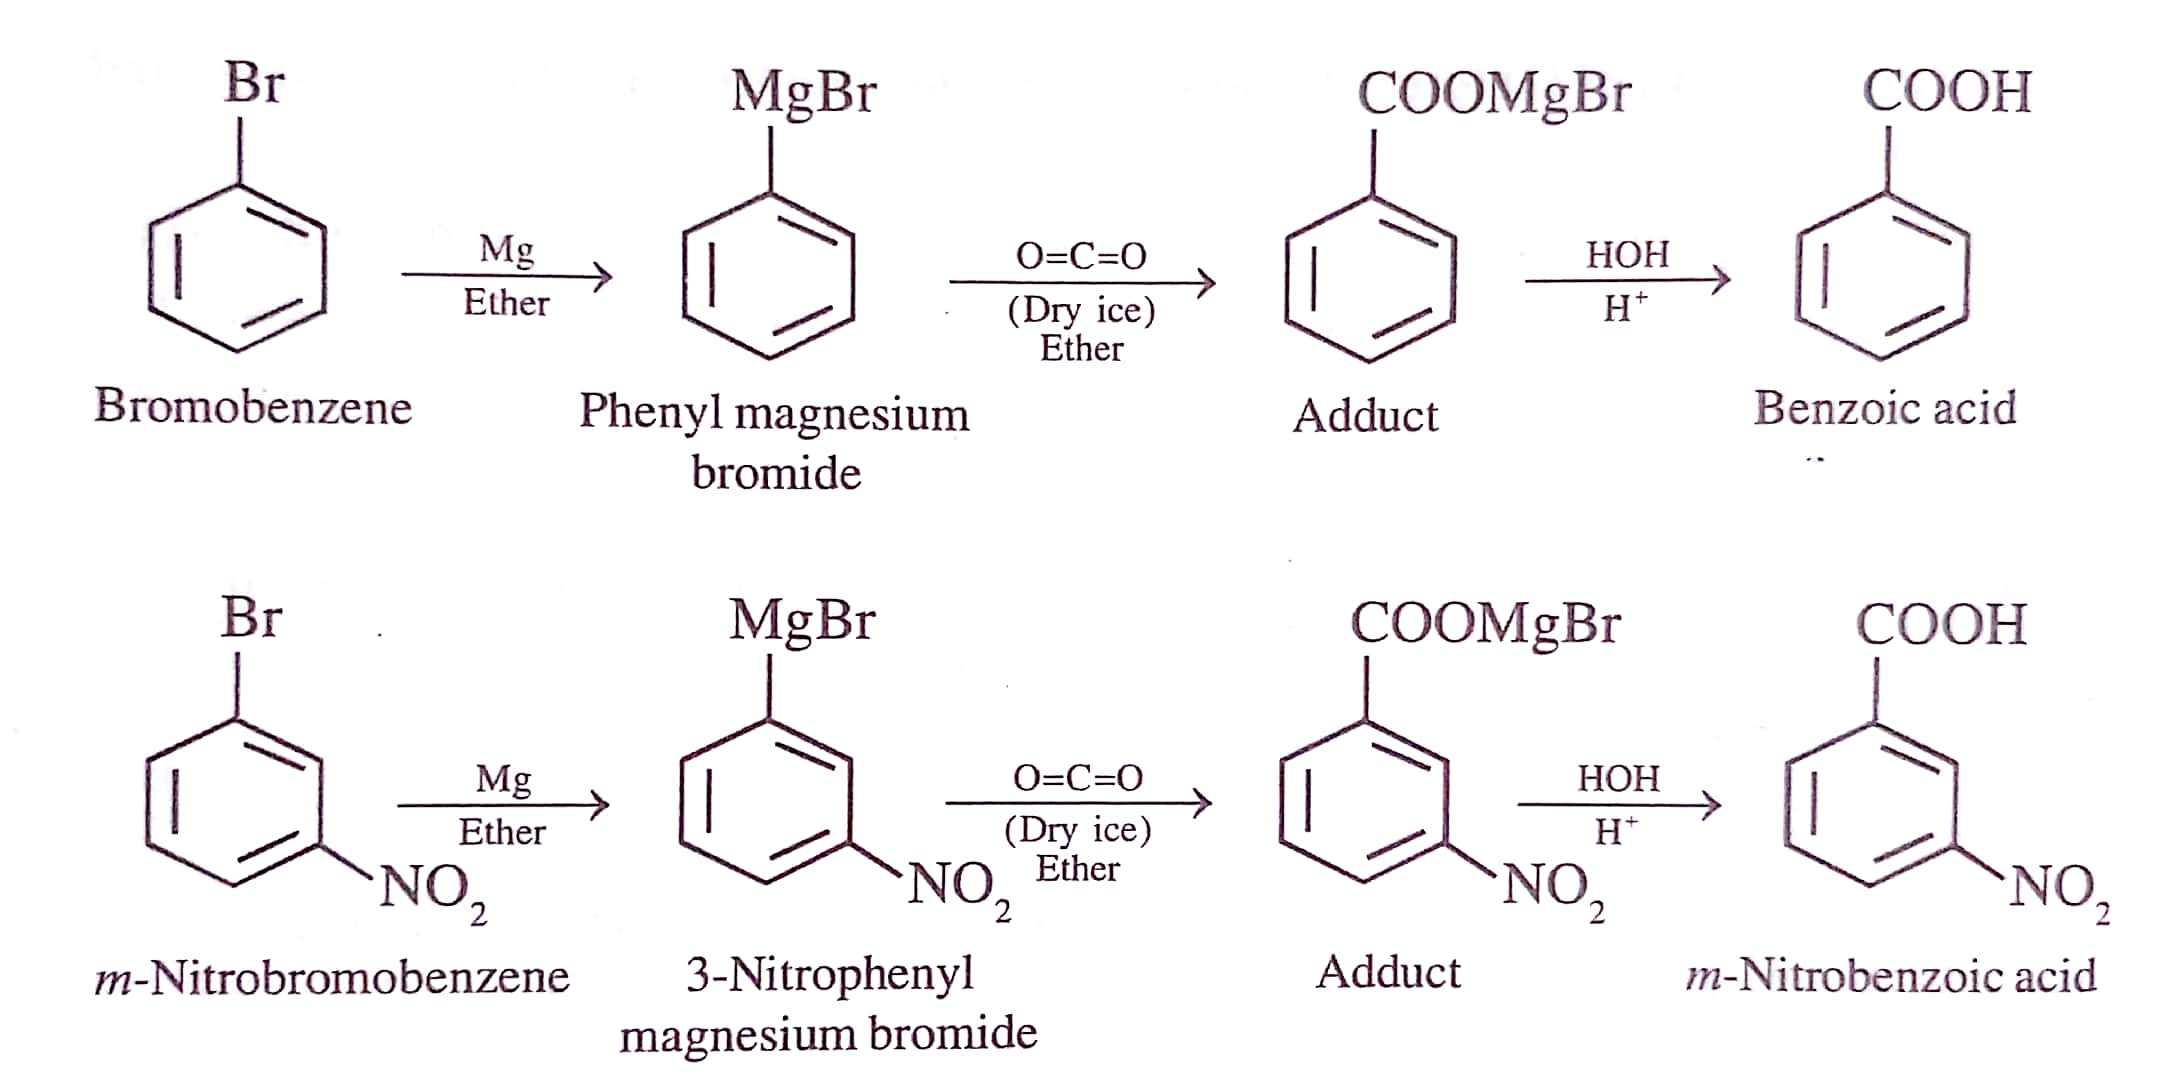 Br
MgBr
COOMgBr
COOH
Mg
Ether
O=C=O
(Dry ice)
Ether
HOH
H⁺
Bromobenzene
Phenyl magnesium
bromide
Adduct
Benzoic acid
Br
MgBr
COOMgBr
COOH
Mg
Ether
O=C=O
(Dry ice)
Ether
HOH
H⁺
NO₂
NO₂
NO₂
NO₂
m-Nitrobromobenzene
3-Nitrophenyl
magnesium bromide
Adduct
m-Nitrobenzoic acid